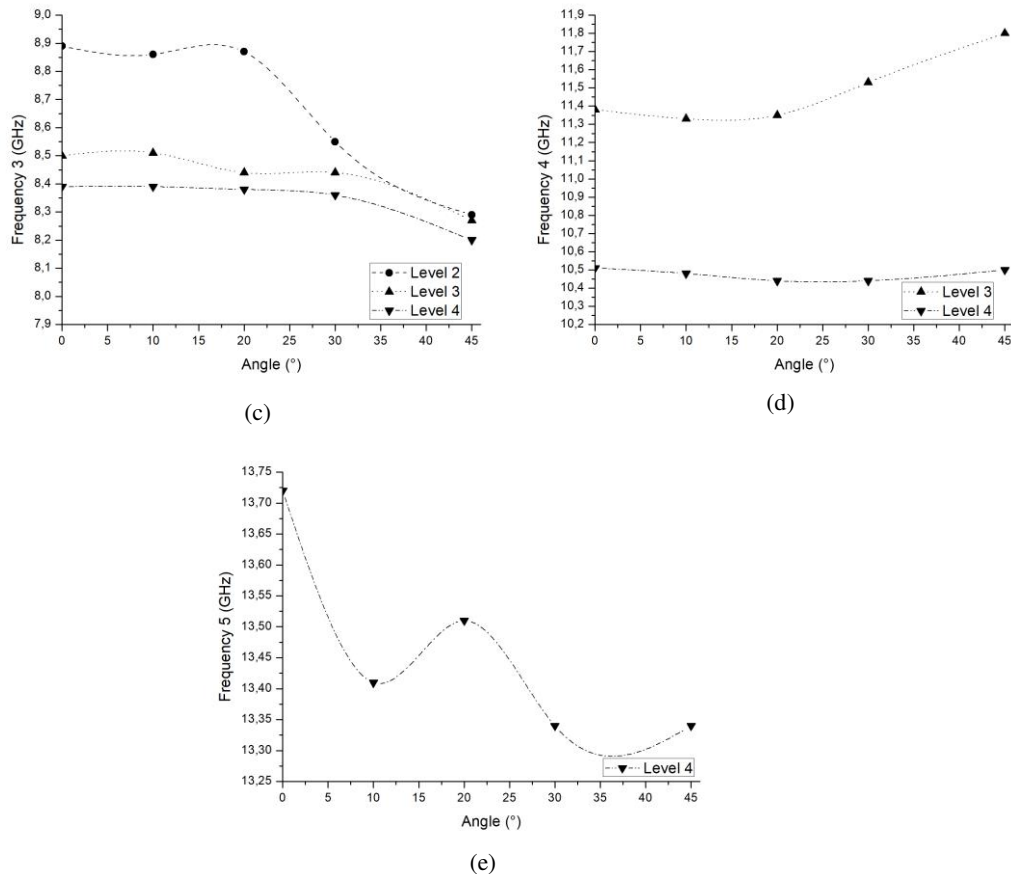 9,0
8,9
8,8
8,7
8,6
8,5
8,4
8,3
8,2
8,1
8,0
7,9
Frequency 3 (GHz)
0 5 10 15 20 25 30 35 40 45
Angle (°)
Level 2
Level 3
Level 4
(c)
11,9
11,8
11,7
11,6
11,5
11,4
11,3
11,2
11,1
11,0
10,9
10,8
10,7
10,6
10,5
10,4
10,3
10,2
Frequency 4 (GHz)
0 5 10 15 20 25 30 35 40 45
Angle (°)
Level 3
Level 4
(d)
13,75
13,70
13,65
13,60
13,55
13,50
13,45
13,40
13,35
13,30
13,25
Frequency 5 (GHz)
0 5 10 15 20 25 30 35 40 45
Angle (°)
Level 4
(e)